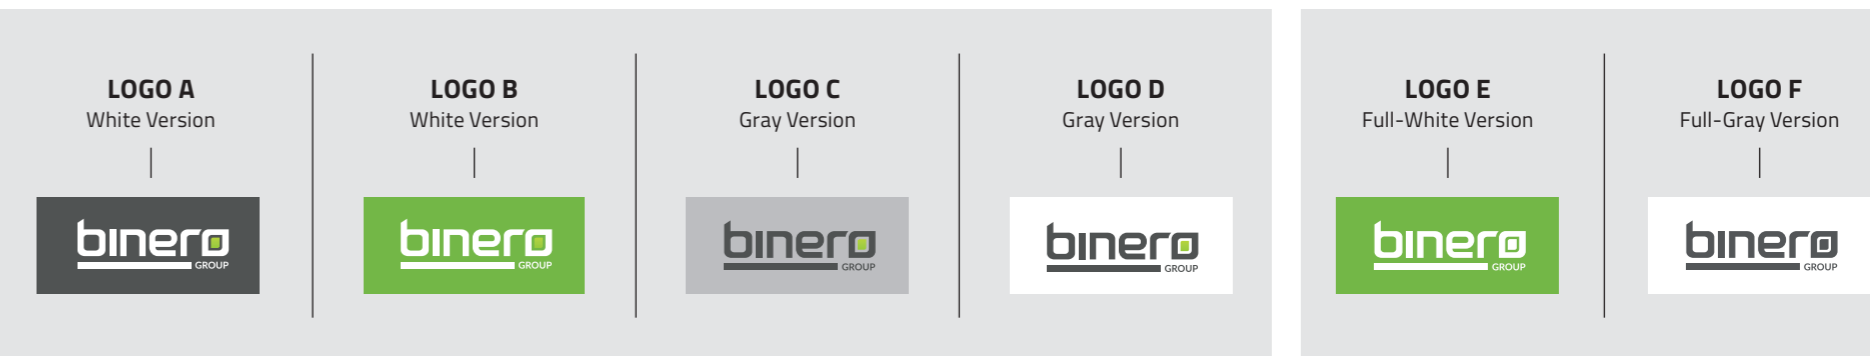 LOGO A
White Version
binero
GROUP
LOGO B
White Version
binero
GROUP
LOGO C
Gray Version
binero
GROUP
LOGO D
Gray Version
binero
GROUP
LOGO E
Full-White Version
binero
GROUP
LOGO F
Full-Gray Version
binero
GROUP